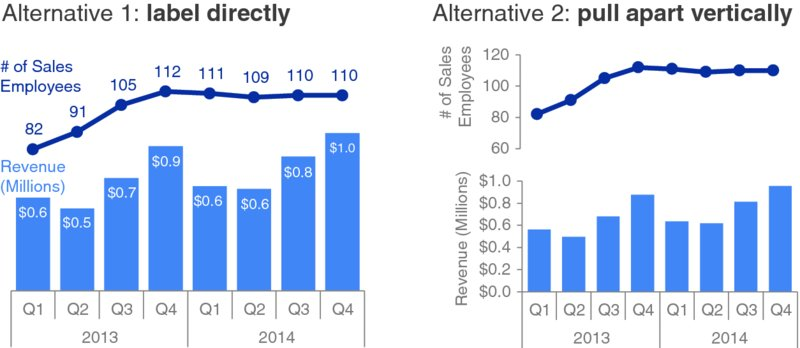 Alternative 1: label directly
# of Sales
Employees
82
91
105
112
111
109
110
110
Revenue
(Millions)
$0.6
$0.5
$0.7
$0.9
$0.6
$0.6
$0.8
$1.0
Q1 Q2 Q3 Q4 Q1 Q2 Q3 Q4
2013 2014
Alternative 2: pull apart vertically
# of Sales
Employees
120
100
80
60
Revenue (Millions)
$1.0
$0.8
$0.6
$0.4
$0.2
$0.0
Q1 Q2 Q3 Q4 Q1 Q2 Q3 Q4
2013 2014